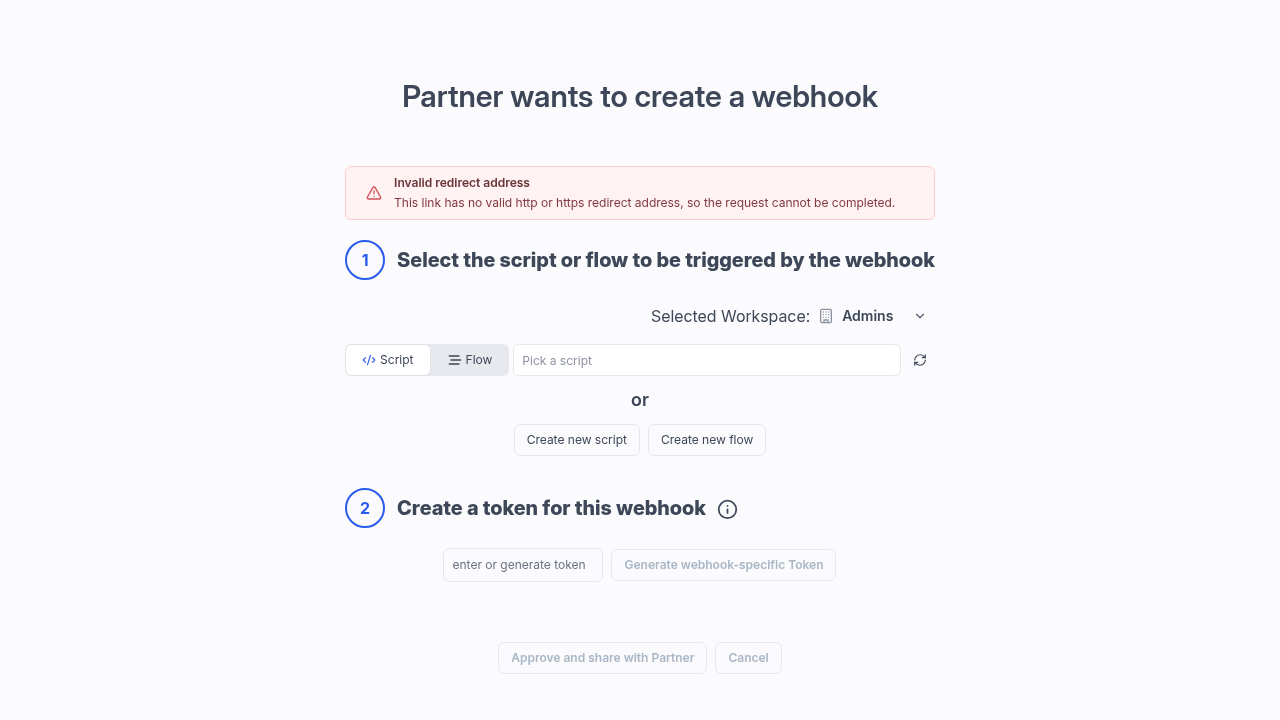 Partner wants to create a webhook
Invalid redirect address
This link has no valid http or https redirect address, so the request cannot be completed.
1 Select the script or flow to be triggered by the webhook
Selected Workspace: Admins
Script Flow Pick a script
or
Create new script Create new flow
2 Create a token for this webhook
enter or generate token Generate webhook-specific Token
Approve and share with Partner Cancel